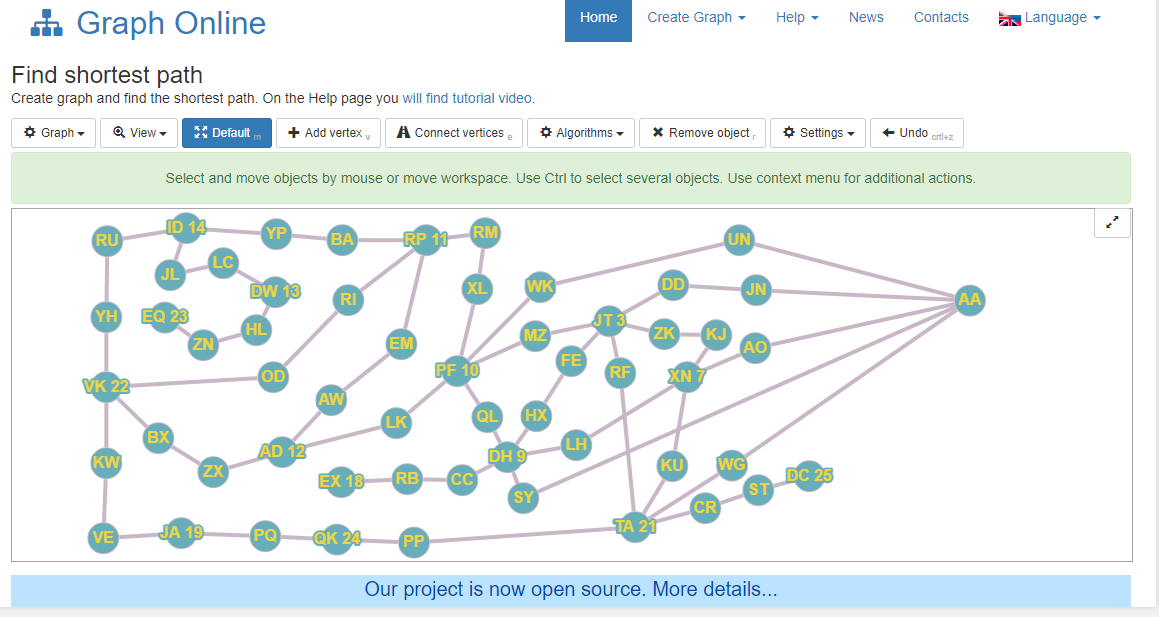 Graph Online
Home Create Graph Help News Contacts Language
Find shortest path
Create graph and find the shortest path. On the Help page you will find tutorial video.
Graph View Default m Add vertex v Connect vertices e Algorithms Remove object r Settings Undo crtl+z
Select and move objects by mouse or move workspace. Use Ctrl to select several objects. Use context menu for additional actions.
RU ID 14 YP BA RP 11 RM UN
JL LC DW 13 RI XL WK DD JN AA
YH EQ 23 ZN HL EM MZ JT 3 ZK KJ AO
VK 22 OD AW PF 10 FE RF XN 7
BX LK QL HX
KW ZX AD 12 EX 18 RB CC DH 9 LH KU WG DC 25
SY CR ST
VE JA 19 PQ QK 24 PP TA 21
Our project is now open source. More details...